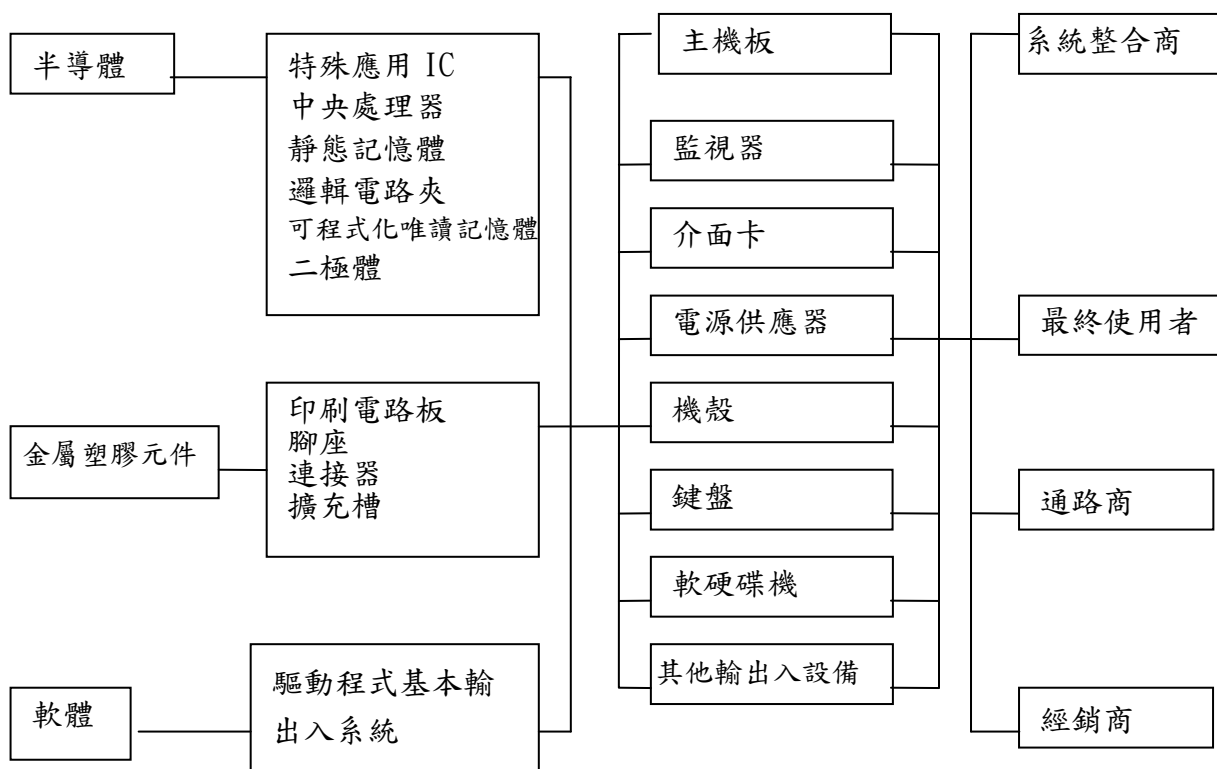 半導體
特殊應用 IC
中央處理器
靜態記憶體
邏輯電路夾
可程式化唯讀記憶體
二極體
金屬塑膠元件
印刷電路板
腳座
連接器
擴充槽
軟體
驅動程式基本輸
出入系統
主機板
監視器
介面卡
電源供應器
機殼
鍵盤
軟硬碟機
其他輸出入設備
系統整合商
最終使用者
通路商
經銷商